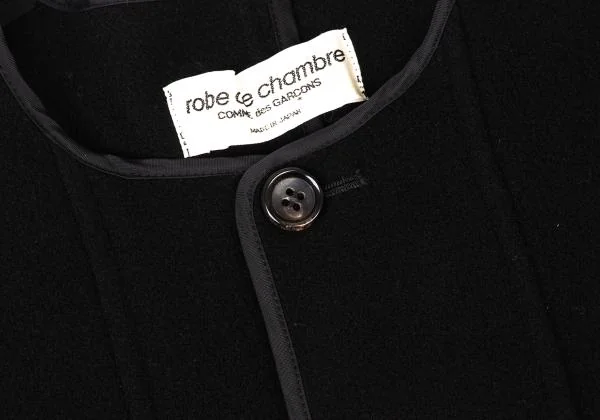 robe de chambre
COMME des GARÇONS
MADE IN JAPAN